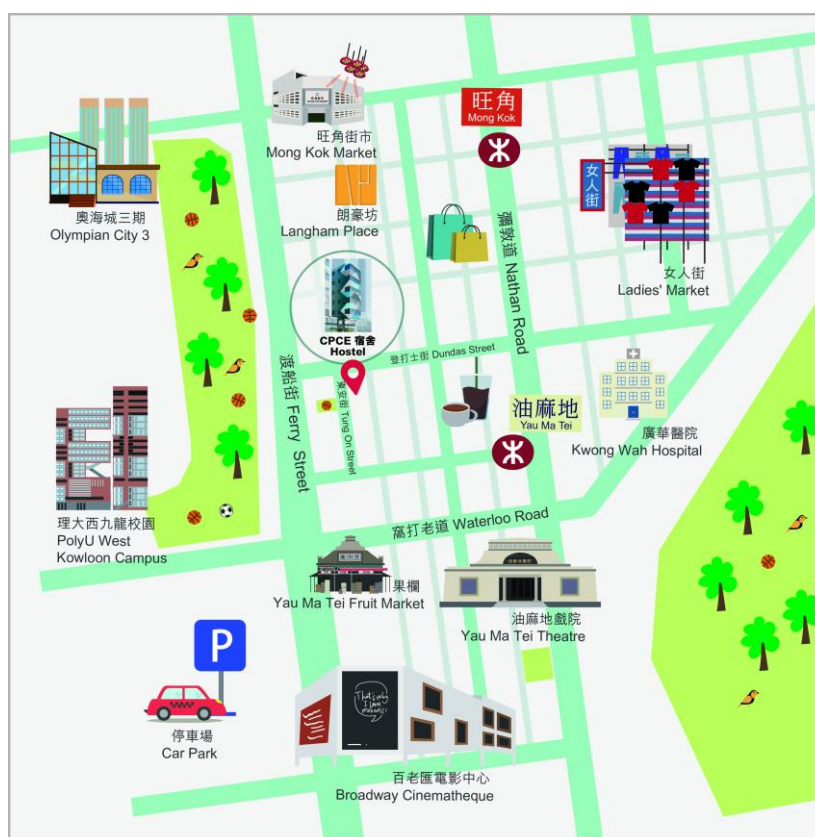 旺角
Mong Kok
旺角街市
Mong Kok Market
女人街
奧海城三期
Olympian City 3
朗豪坊
Langham Place
彌敦道 Nathan Road
女人街
Ladies' Market
CPCE 宿舍
Hostel
登打士街 Dundas Street
渡船街 Ferry Street
東安街 Tung On Street
油麻地
Yau Ma Tei
廣華醫院
Kwong Wah Hospital
理大西九龍校園
PolyU West
Kowloon Campus
窩打老道 Waterloo Road
果欄
Yau Ma Tei Fruit Market
油麻地戲院
Yau Ma Tei Theatre
P
停車場
Car Park
That's why
I love
百老匯電影中心
Broadway Cinematheque